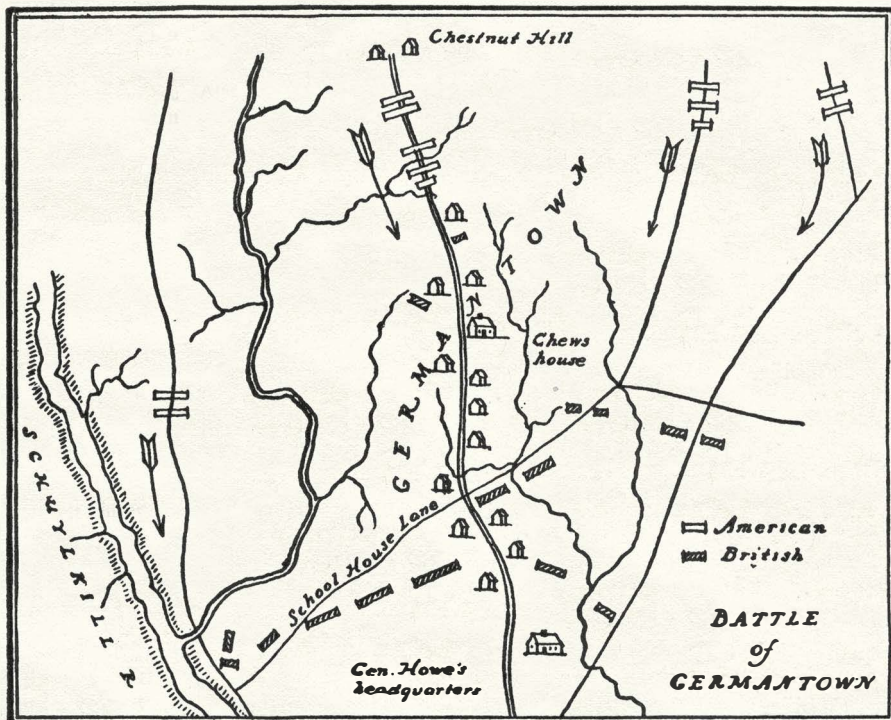 Chestnut Hill
GERMANTOWN
Chews
house
SCHUYLKILL R
School House Lane
American
British
Gen. Howe's
headquarters
BATTLE
of
GERMANTOWN